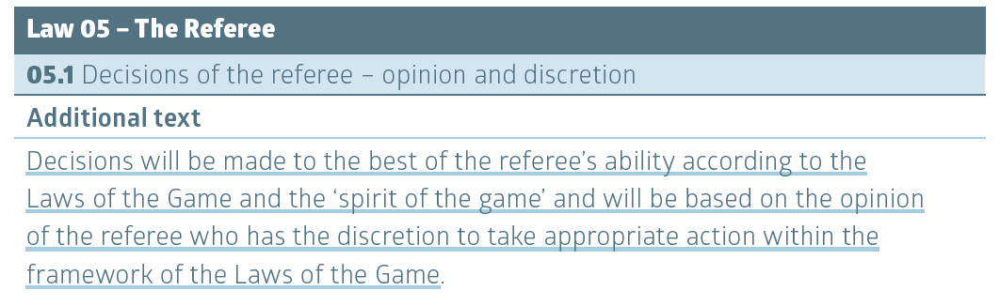 Law 05 – The Referee
05.1 Decisions of the referee – opinion and discretion
Additional text
Decisions will be made to the best of the referee’s ability according to the
Laws of the Game and the ‘spirit of the game’ and will be based on the opinion
of the referee who has the discretion to take appropriate action within the
framework of the Laws of the Game.